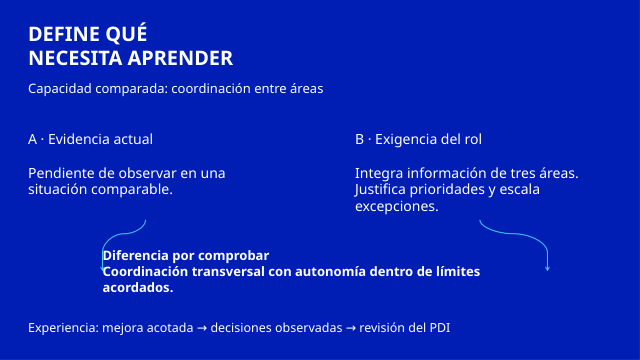 DEFINE QUÉ
NECESITA APRENDER
Capacidad comparada: coordinación entre áreas
A · Evidencia actual
Pendiente de observar en una
situación comparable.
B · Exigencia del rol
Integra información de tres áreas.
Justifica prioridades y escala
excepciones.
Diferencia por comprobar
Coordinación transversal con autonomía dentro de límites
acordados.
Experiencia: mejora acotada → decisiones observadas → revisión del PDI